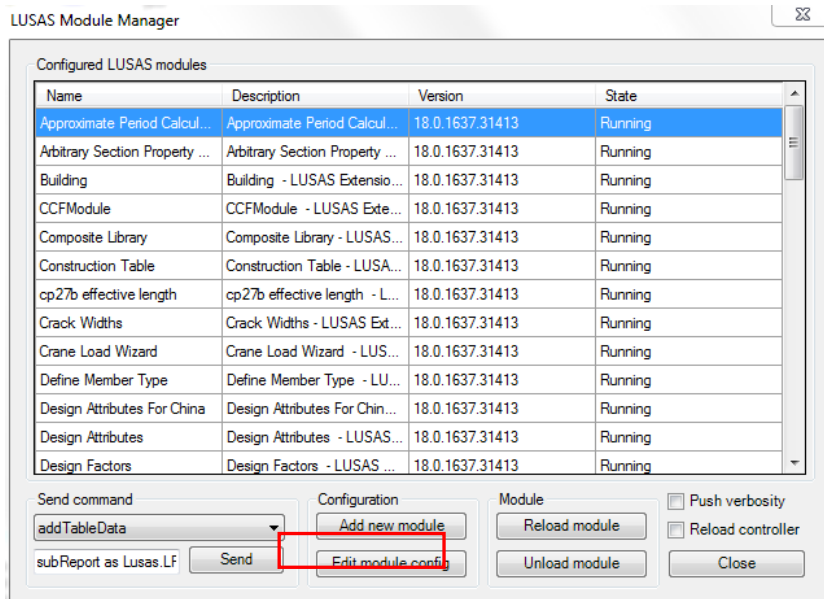 LUSAS Module Manager
Configured LUSAS modules
Name Description Version State
Approximate Period Calcul... Approximate Period Calcul... 18.0.1637.31413 Running
Arbitrary Section Property ... Arbitrary Section Property ... 18.0.1637.31413 Running
Building Building - LUSAS Extensio... 18.0.1637.31413 Running
CCFModule CCFModule - LUSAS Exte... 18.0.1637.31413 Running
Composite Library Composite Library - LUSAS... 18.0.1637.31413 Running
Construction Table Construction Table - LUSA... 18.0.1637.31413 Running
cp27b effective length cp27b effective length - L... 18.0.1637.31413 Running
Crack Widths Crack Widths - LUSAS Ext... 18.0.1637.31413 Running
Crane Load Wizard Crane Load Wizard - LUS... 18.0.1637.31413 Running
Define Member Type Define Member Type - LU... 18.0.1637.31413 Running
Design Attributes For China Design Attributes For Chin... 18.0.1637.31413 Running
Design Attributes Design Attributes - LUSAS... 18.0.1637.31413 Running
Design Factors Design Factors - LUSAS ... 18.0.1637.31413 Running
Send command Configuration Module Push verbosity
addTableData Add new module Reload module Reload controller
subReport as Lusas.LF Send Edit module config Unload module Close